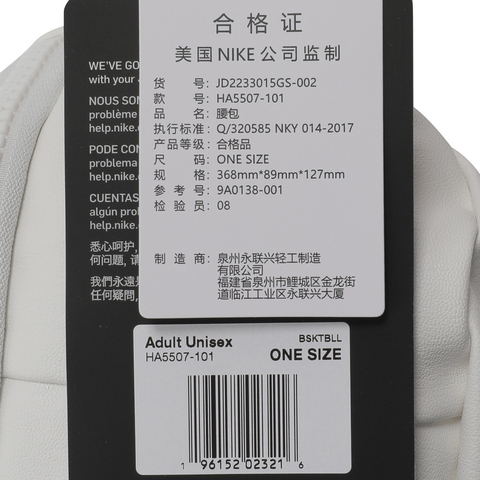 合格证
美国NIKE公司监制
货 号: JD2233015GS-002
款 号: HA5507-101
品 名: 腰包
执行标准: Q/320585 NKY 014-2017
产品等级: 合格品
尺 码: ONE SIZE
规 格: 368mm*89mm*127mm
参 考 号: 9A0138-001
检 验 员: 08
制 造 商: 泉州永联兴轻工制造
有限公司
福建省泉州市鲤城区金龙街
道临江工业区永联兴大厦
WE'VE GO
with your
NOUS SON
problème
help.nike.
PODE CON
problema
help.nike.
CUENTAS
algún prob
help.nike.
悉心呵护,
何问题, 请
我們永遠是
任何疑問,
Adult Unisex
HA5507-101
BSKTBLL
ONE SIZE
1 96152 02321 6